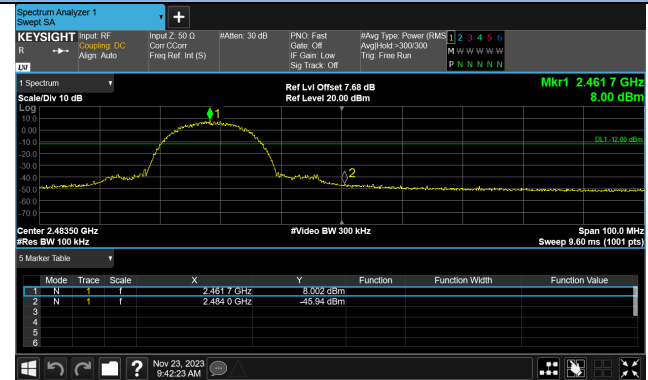 Spectrum Analyzer 1
Swept SA
KEYSIGHT Input: RF Input Z: 50 Ω #Atten: 30 dB PNO: Fast #Avg Type: Power (RMS 1 2 3 4 5 6
R Coupling: DC Corr CCorr Gate: Off Avg|Hold:>300/300 M W W W W W
Align: Auto Freq Ref: Int (S) IF Gain: Low Trig: Free Run
LXI Sig Track: Off P N N N N N
1 Spectrum Ref Lvl Offset 7.68 dB Mkr1 2.461 7 GHz
Scale/Div 10 dB Ref Level 20.00 dBm 8.00 dBm
Log
1
10.0
0.00
-10.0 DL1 -12.00 dBm
-20.0
-30.0
-40.0 2
-50.0
-60.0
-70.0
Center 2.48350 GHz #Video BW 300 kHz Span 100.0 MHz
#Res BW 100 kHz Sweep 9.60 ms (1001 pts)
5 Marker Table
Mode Trace Scale X Y Function Function Width Function Value
1 N 1 f 2.461 7 GHz 8.002 dBm
2 N 1 f 2.484 0 GHz -45.94 dBm
3
4
5
6
? Nov 23, 2023
9:42:23 AM